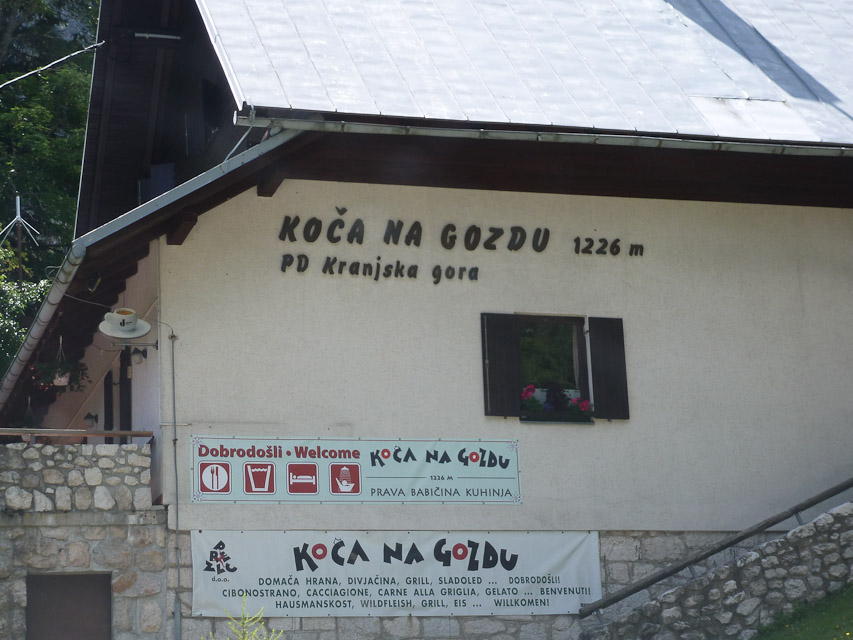 KOČA NA GOZDU 1226 m
PD Kranjska gora
Dobrodošli • Welcome
KOČA NA GOZDU
1226 M
PRAVA BABIČINA KUHINJA
d.o.o.
KOČA NA GOZDU
DOMAČA HRANA, DIVJAČINA, GRILL, SLADOLED ... DOBRODOŠLI!
CIBONOSTRANO, CACCIAGIONE, CARNE ALLA GRIGLIA, GELATO ... BENVENUTI!
HAUSMANSKOST, WILDFLEISH, GRILL, EIS ... WILLKOMEN!